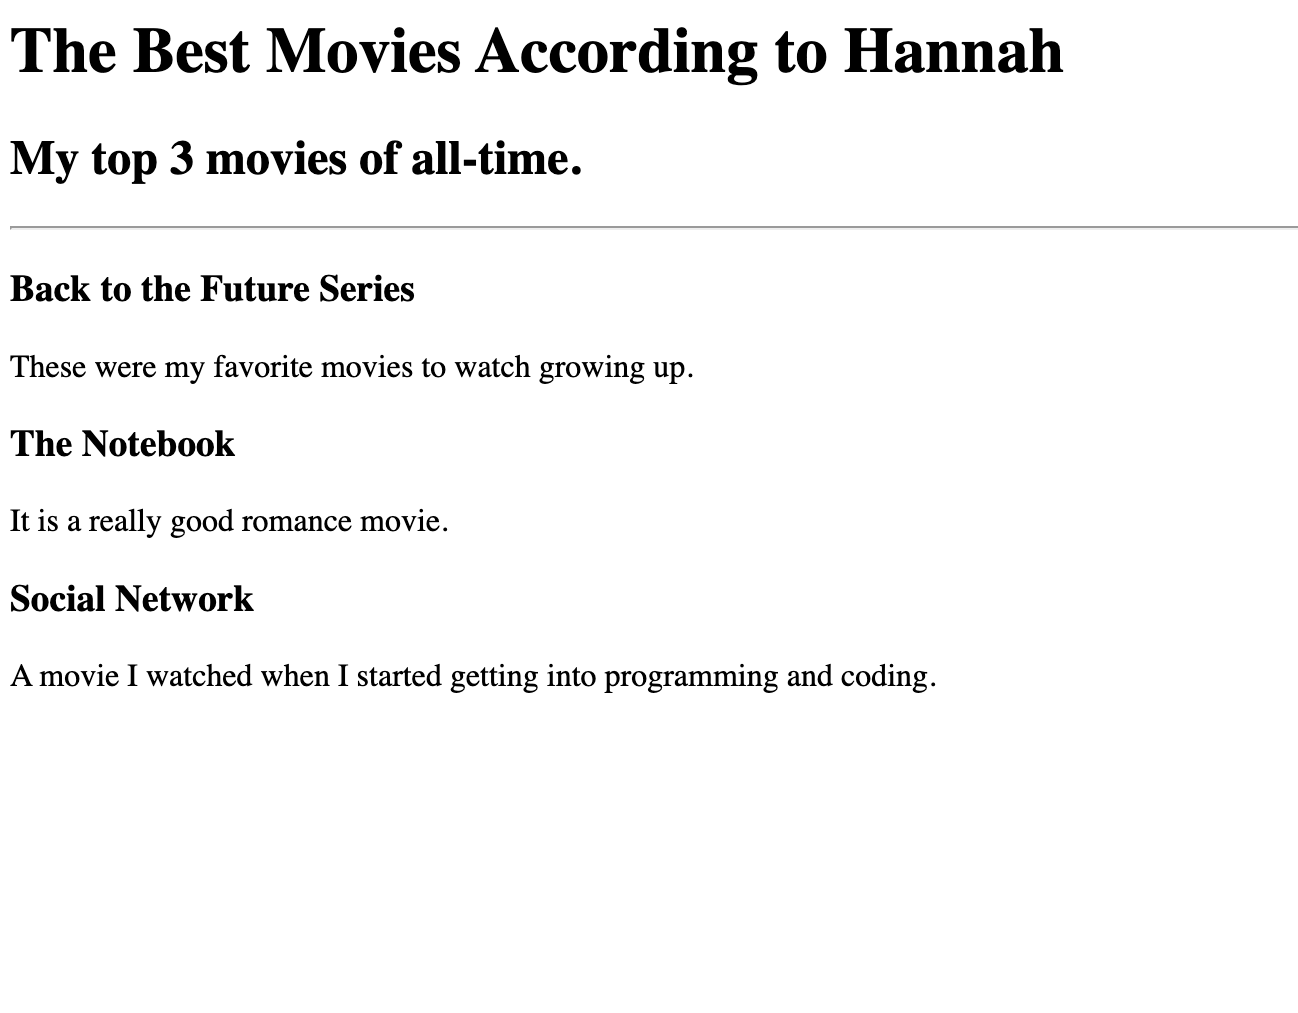 The Best Movies According to Hannah
My top 3 movies of all-time.
Back to the Future Series
These were my favorite movies to watch growing up.
The Notebook
It is a really good romance movie.
Social Network
A movie I watched when I started getting into programming and coding.